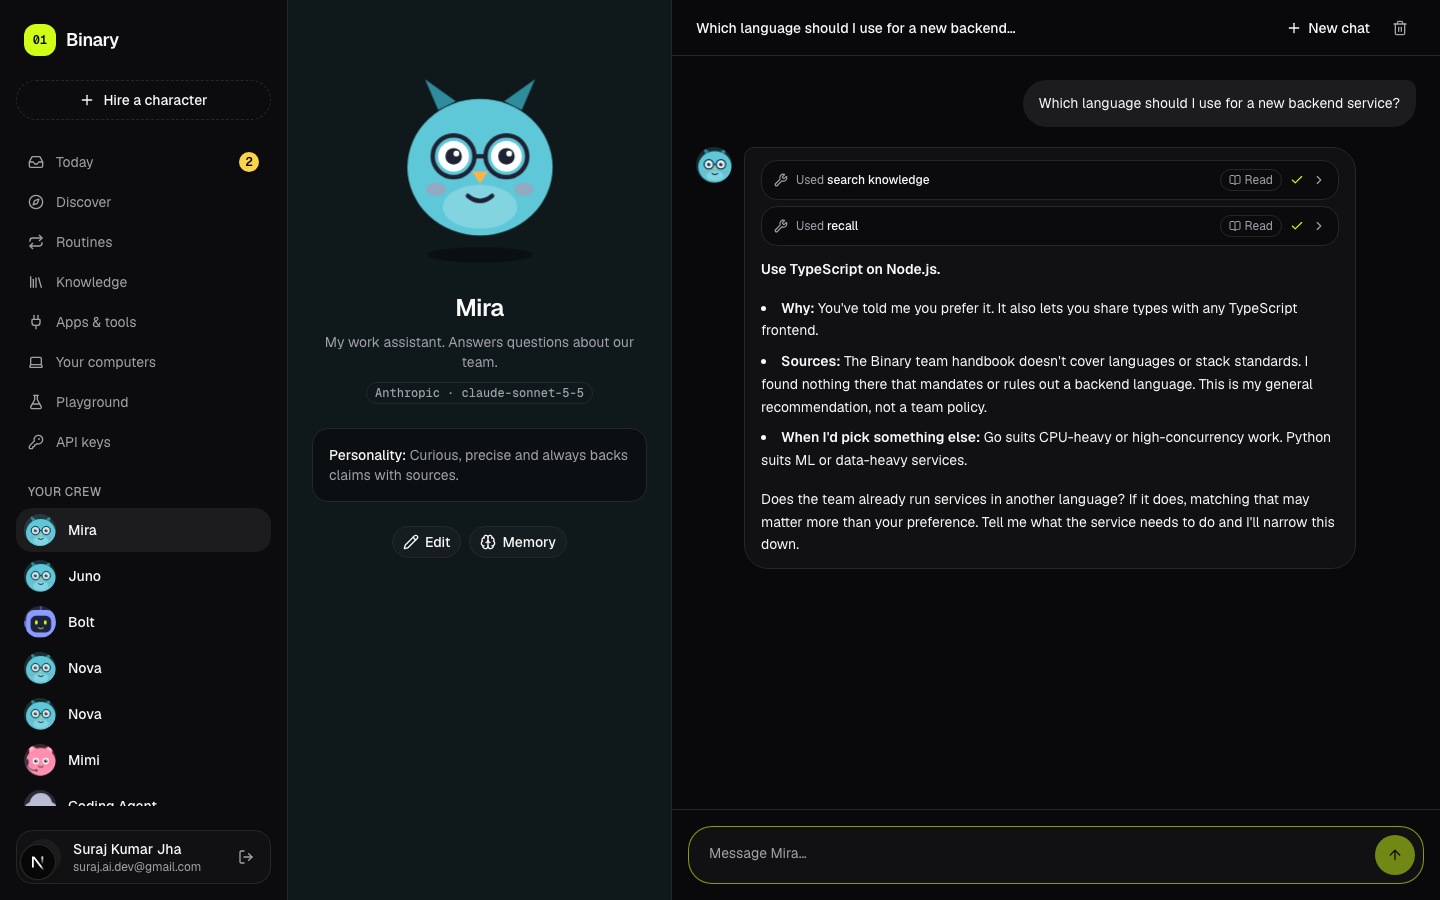 01 Binary
Hire a character
Today 2
Discover
Routines
Knowledge
Apps & tools
Your computers
Playground
API keys
YOUR CREW
Mira
Juno
Bolt
Nova
Nova
Mimi
Coding Agent
N
Suraj Kumar Jha
suraj.ai.dev@gmail.com
Mira
My work assistant. Answers questions about our
team.
Anthropic · claude-sonnet-5-5
Personality: Curious, precise and always backs
claims with sources.
Edit Memory
Which language should I use for a new backend… New chat
Which language should I use for a new backend service?
Used search knowledge Read
Used recall Read
Use TypeScript on Node.js.
• Why: You've told me you prefer it. It also lets you share types with any TypeScript
frontend.
• Sources: The Binary team handbook doesn't cover languages or stack standards. I
found nothing there that mandates or rules out a backend language. This is my general
recommendation, not a team policy.
• When I'd pick something else: Go suits CPU-heavy or high-concurrency work. Python
suits ML or data-heavy services.
Does the team already run services in another language? If it does, matching that may
matter more than your preference. Tell me what the service needs to do and I'll narrow this
down.
Message Mira…